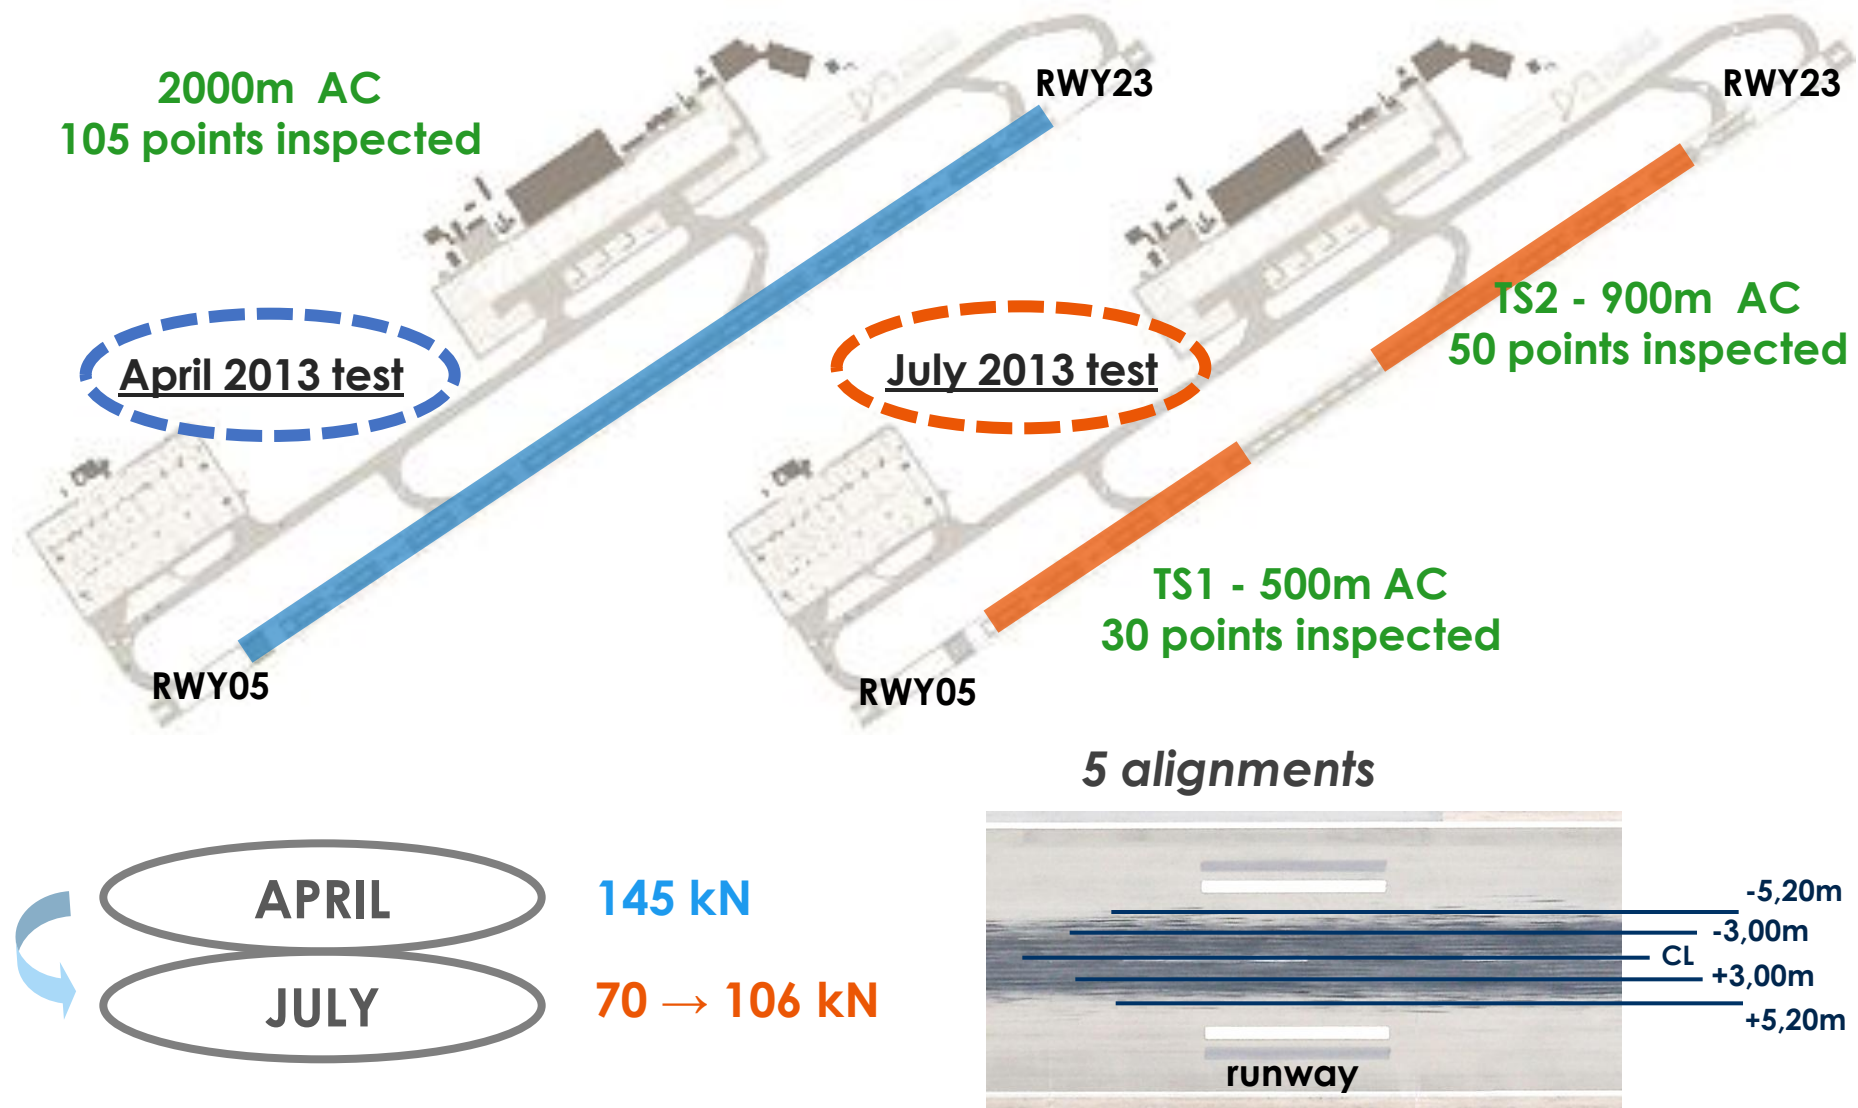 2000m AC
105 points inspected
RWY23
April 2013 test
RWY05
RWY23
TS2 - 900m AC
50 points inspected
July 2013 test
TS1 - 500m AC
30 points inspected
RWY05
5 alignments
APRIL
145 kN
JULY
70 → 106 kN
-5,20m
-3,00m
CL
+3,00m
+5,20m
runway